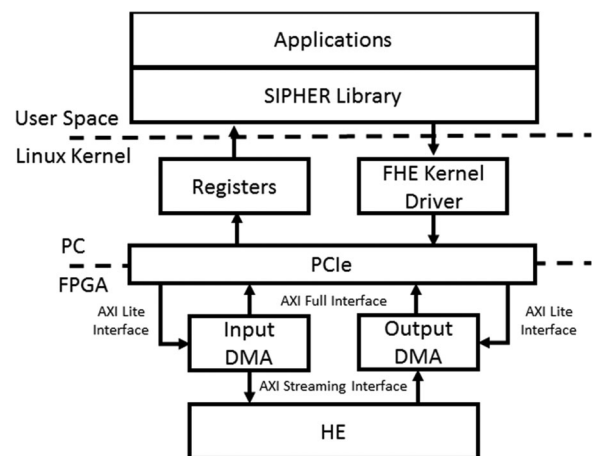 Applications
SIPHER Library
User Space
Linux Kernel
Registers
FHE Kernel
Driver
PC
PCIe
FPGA
AXI Lite
Interface
AXI Full Interface
AXI Lite
Interface
Input
DMA
Output
DMA
AXI Streaming Interface
HE